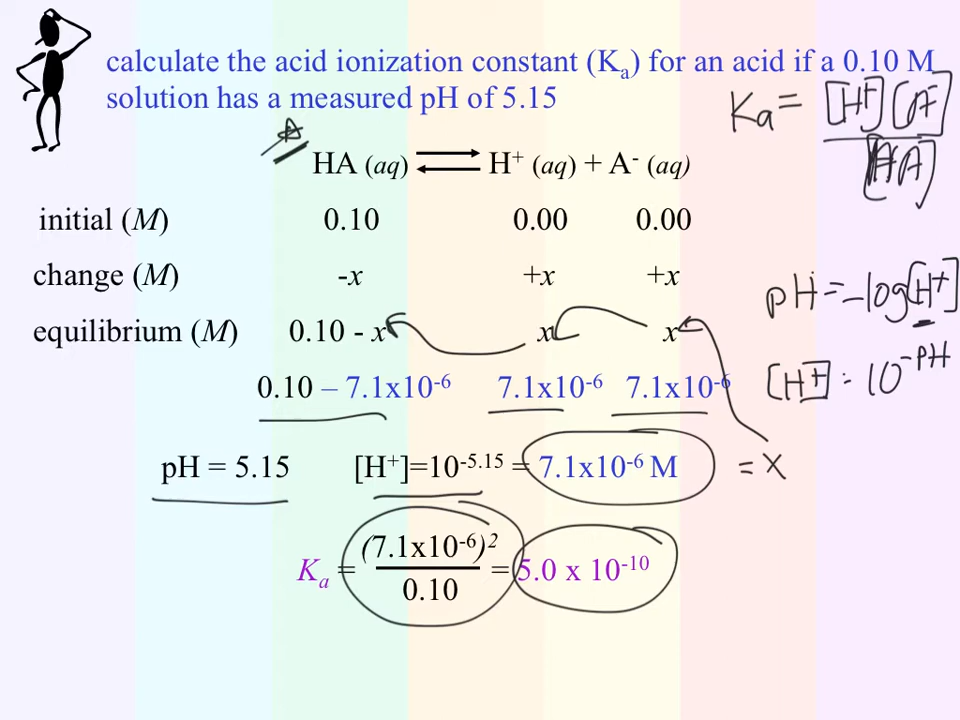 calculate the acid ionization constant (Kₐ) for an acid if a 0.10 M
solution has a measured pH of 5.15
Ka = [H⁺][A⁻] / [HA]
HA (aq) ⇌ H⁺ (aq) + A⁻ (aq)
initial (M) 0.10 0.00 0.00
change (M) -x +x +x
pH = -log[H⁺]
equilibrium (M) 0.10 - x x x
0.10 – 7.1x10⁻⁶ 7.1x10⁻⁶ 7.1x10⁻⁶
[H⁺] = 10⁻ᵖᴴ
pH = 5.15 [H⁺]=10⁻⁵·¹⁵ = 7.1x10⁻⁶ M = x
Kₐ = (7.1x10⁻⁶)² / 0.10 = 5.0 x 10⁻¹⁰